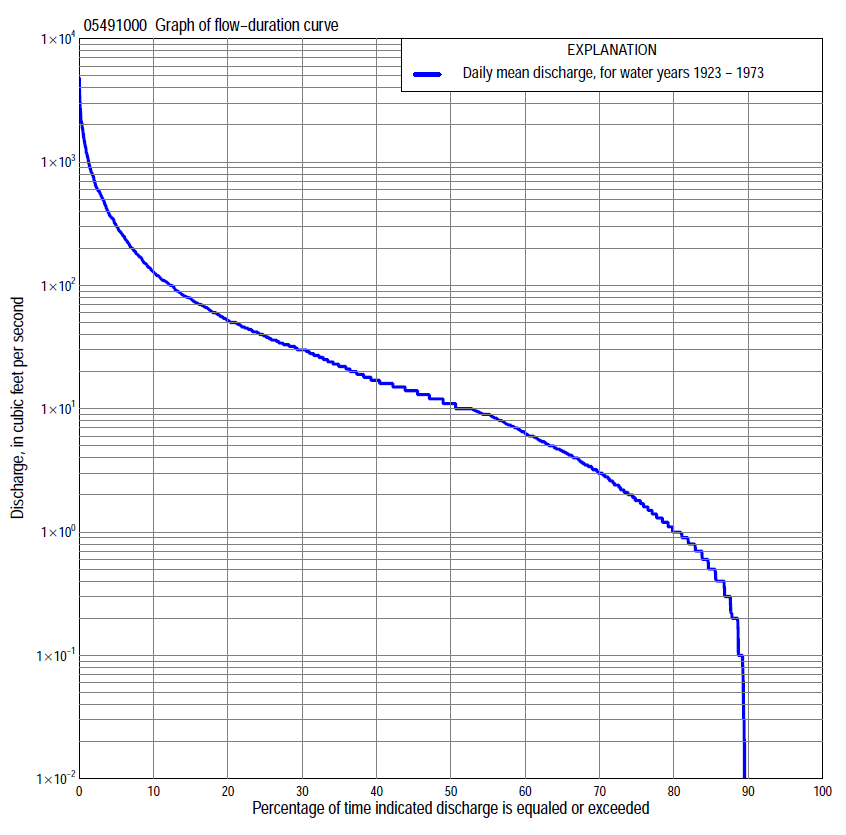 05491000 Graph of flow−duration curve
EXPLANATION
Daily mean discharge, for water years 1923 − 1973
1×10⁴
1×10³
1×10²
1×10¹
1×10⁰
1×10⁻¹
1×10⁻²
Discharge, in cubic feet per second
0 10 20 30 40 50 60 70 80 90 100
Percentage of time indicated discharge is equaled or exceeded